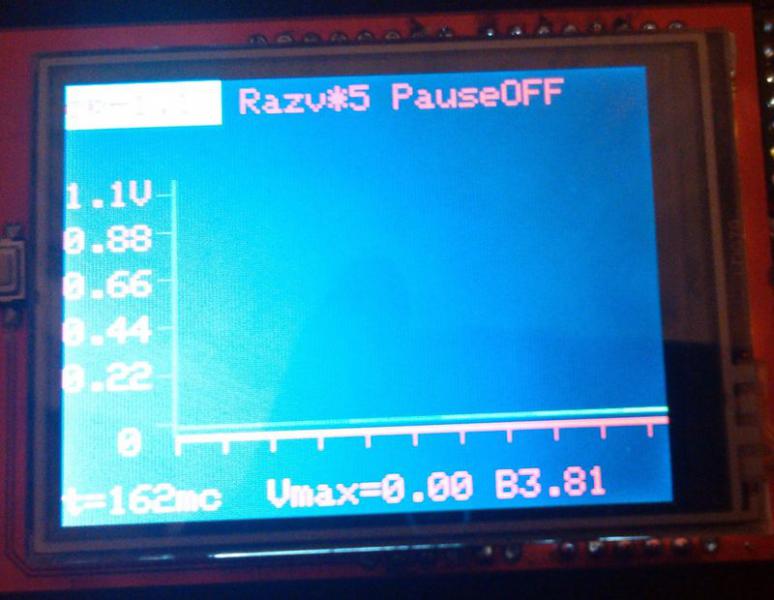 Razv*5 PauseOFF
1.1V
0.88
0.66
0.44
0.22
0
t=162mc Vmax=0.00 B3.81